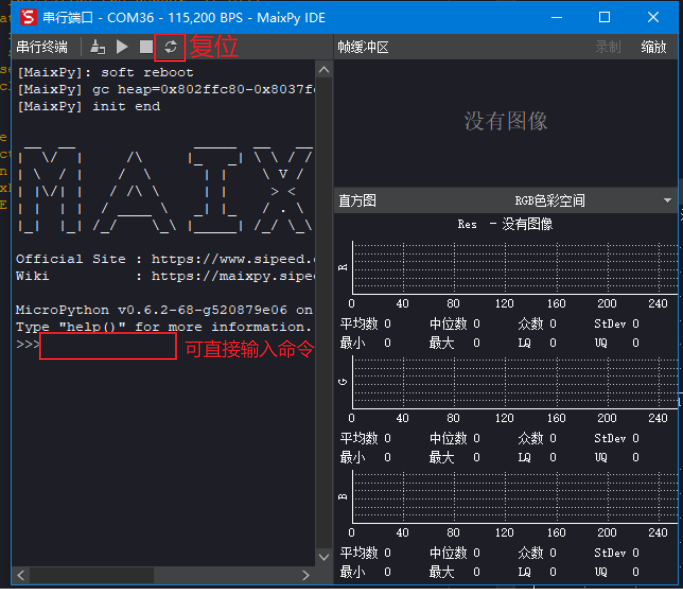 串行端口 - COM36 - 115,200 BPS - MaixPy IDE
串行终端
复位
[MaixPy]: soft reboot
[MaixPy] gc heap=0x802ffc80-0x8037f
[MaixPy] init end
MAIX
Official Site : https://www.sipeed.
Wiki : https://maixpy.sipe
MicroPython v0.6.2-68-g520879e06 on
Type "help()" for more information.
>>>
可直接输入命令
帧缓冲区 录制 缩放
没有图像
直方图 RGB色彩空间
Res - 没有图像
R
0 40 80 120 160 200 240
平均数 0 中位数 0 众数 0 StDev 0
最小 0 最大 0 LQ 0 UQ 0
G
0 40 80 120 160 200 240
平均数 0 中位数 0 众数 0 StDev 0
最小 0 最大 0 LQ 0 UQ 0
B
0 40 80 120 160 200 240
平均数 0 中位数 0 众数 0 StDev 0
最小 0 最大 0 LQ 0 UQ 0